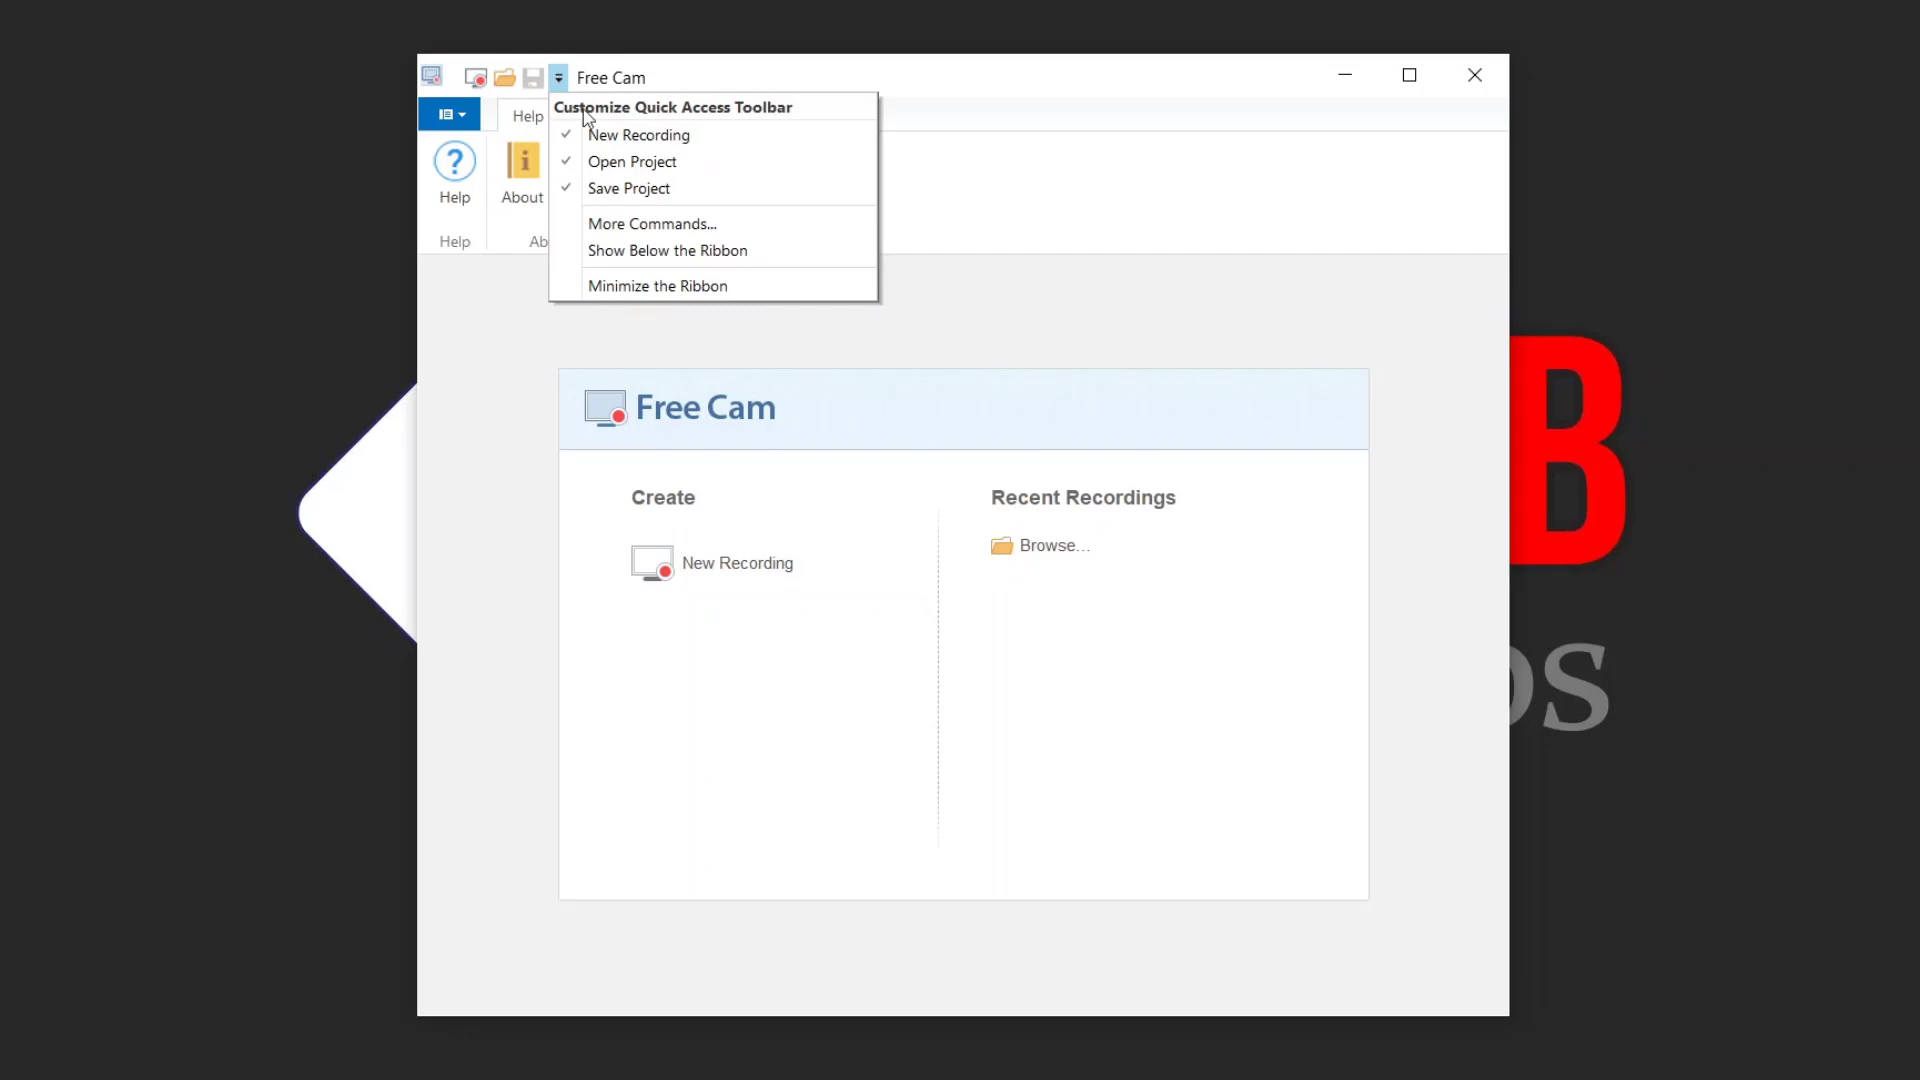 Free Cam
Help
Customize Quick Access Toolbar
New Recording
Open Project
Save Project
More Commands...
Show Below the Ribbon
Minimize the Ribbon
Help
About
Help
Ab
Free Cam
Create
Recent Recordings
New Recording
Browse...
B
os